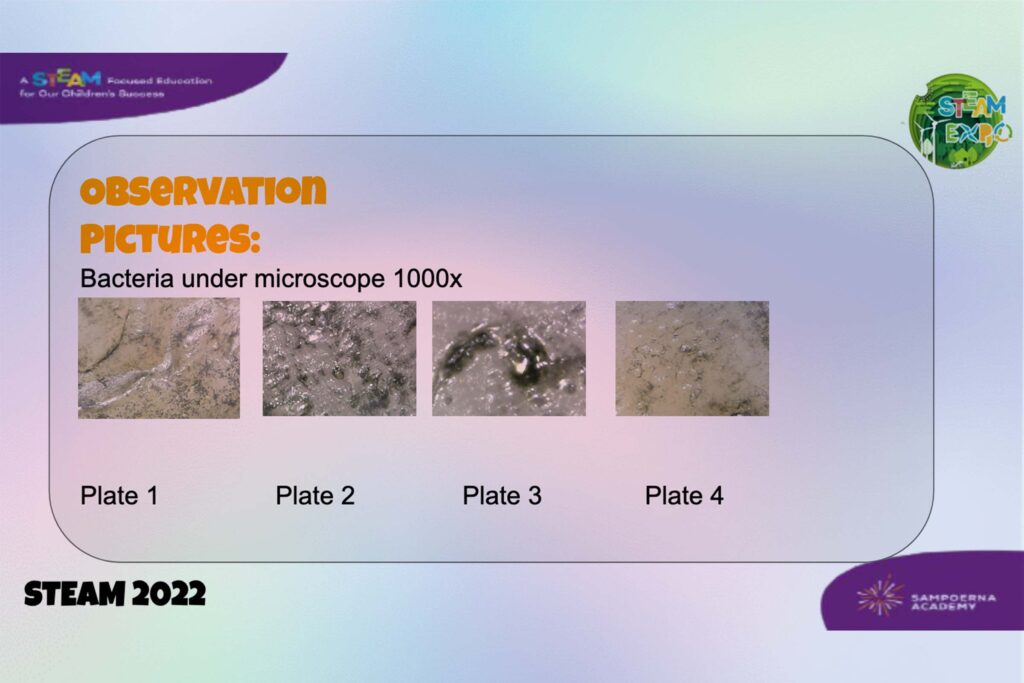 A STEAM Focused Education
for Our Children's Success
STEAM
EXPO
OBSERVATION
PICTURES:
Bacteria under microscope 1000x
Plate 1
Plate 2
Plate 3
Plate 4
STEAM 2022
SAMPOERNA
ACADEMY